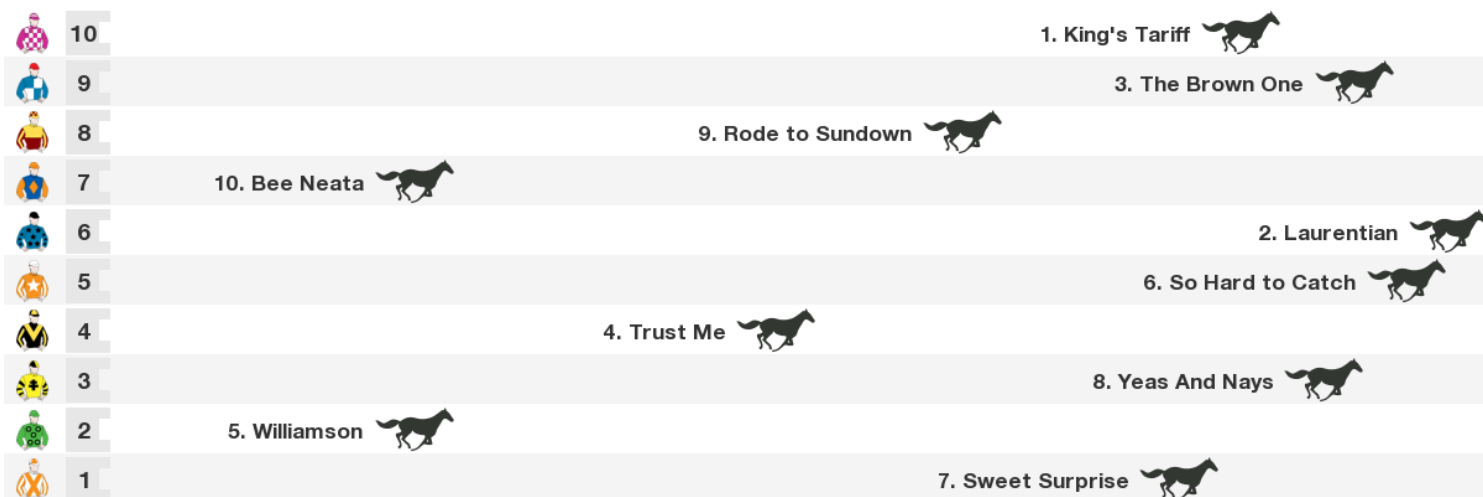 10 1. King's Tariff
9 3. The Brown One
8 9. Rode to Sundown
7 10. Bee Neata
6 2. Laurentian
5 6. So Hard to Catch
4 4. Trust Me
3 8. Yeas And Nays
2 5. Williamson
1 7. Sweet Surprise